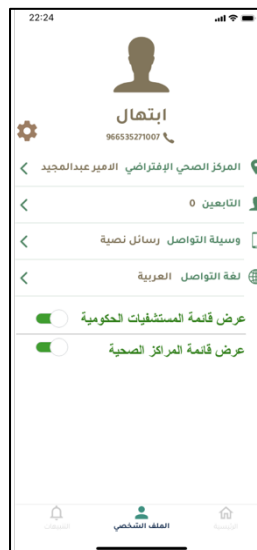 22:24
ابتهال
966535271007
المركز الصحي الإفتراضي الامير عبدالمجيد
التابعين 0
وسيلة التواصل رسائل نصية
لغة التواصل العربية
عرض قائمة المستشفيات الحكومية
عرض قائمة المراكز الصحية
الرئيسية
الملف الشخصي
التنبيهات